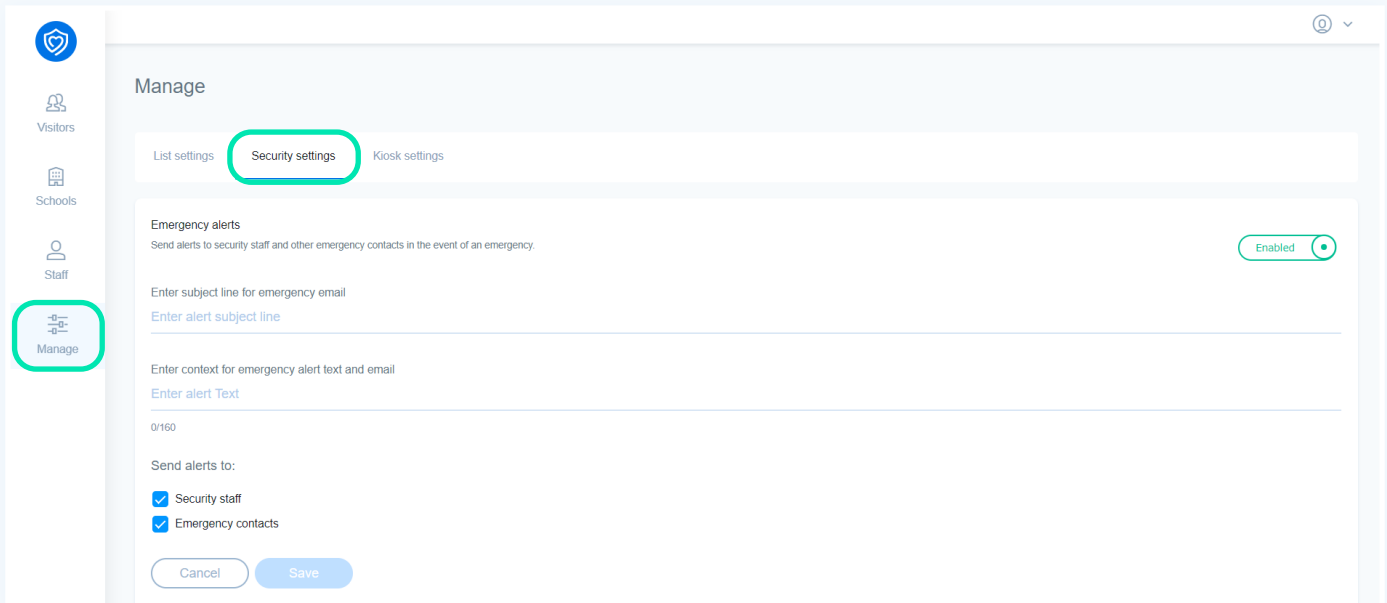 Visitors
Schools
Staff
Manage
Manage
List settings
Security settings
Kiosk settings
Emergency alerts
Send alerts to security staff and other emergency contacts in the event of an emergency.
Enabled
Enter subject line for emergency email
Enter alert subject line
Enter context for emergency alert text and email
Enter alert Text
0/160
Send alerts to:
Security staff
Emergency contacts
Cancel
Save